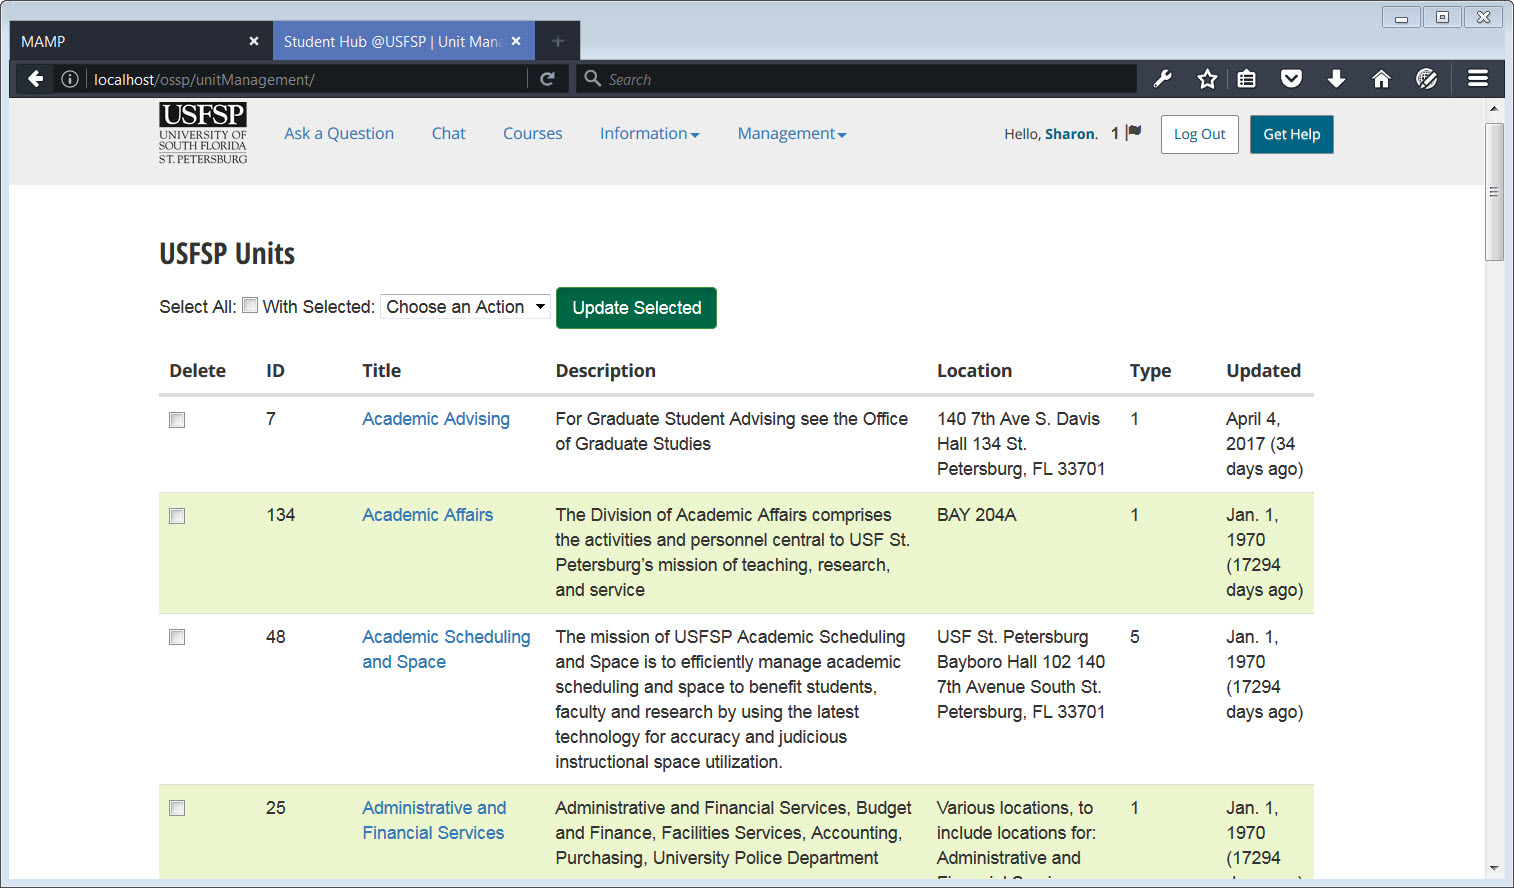 MAMP
Student Hub @USFSP | Unit Man
localhost/ossp/unitManagement/
Search
USFSP
UNIVERSITY OF
SOUTH FLORIDA
ST. PETERSBURG
Ask a Question
Chat
Courses
Information
Management
Hello, Sharon.
1
Log Out
Get Help
USFSP Units
Select All: With Selected: Choose an Action Update Selected
Delete ID Title Description Location Type Updated
7
Academic Advising
For Graduate Student Advising see the Office
of Graduate Studies
140 7th Ave S. Davis
Hall 134 St.
Petersburg, FL 33701
1
April 4,
2017 (34
days ago)
134
Academic Affairs
The Division of Academic Affairs comprises
the activities and personnel central to USF St.
Petersburg’s mission of teaching, research,
and service
BAY 204A
1
Jan. 1,
1970
(17294
days ago)
48
Academic Scheduling
and Space
The mission of USFSP Academic Scheduling
and Space is to efficiently manage academic
scheduling and space to benefit students,
faculty and research by using the latest
technology for accuracy and judicious
instructional space utilization.
USF St. Petersburg
Bayboro Hall 102 140
7th Avenue South St.
Petersburg, FL 33701
5
Jan. 1,
1970
(17294
days ago)
25
Administrative and
Financial Services
Administrative and Financial Services, Budget
and Finance, Facilities Services, Accounting,
Purchasing, University Police Department
Various locations, to
include locations for:
Administrative and
1
Jan. 1,
1970
(17294